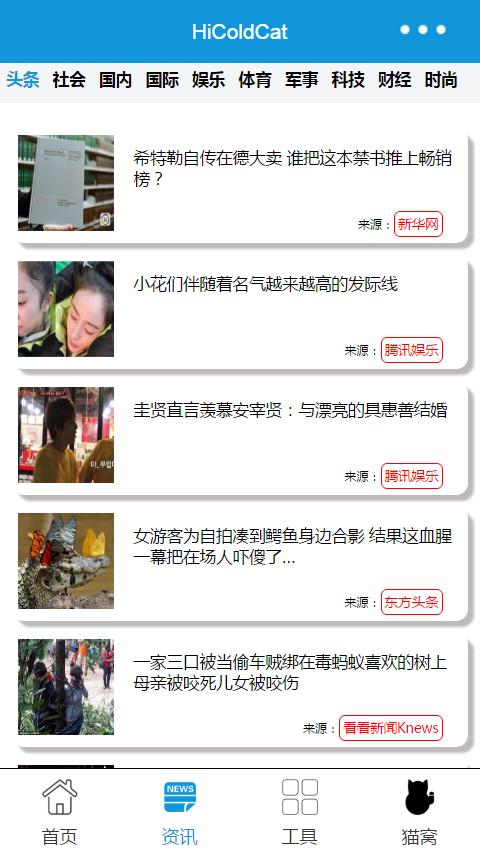 HiColdCat
头条 社会 国内 国际 娱乐 体育 军事 科技 财经 时尚
希特勒自传在德大卖 谁把这本禁书推上畅销
榜？
来源：新华网
小花们伴随着名气越来越高的发际线
来源：腾讯娱乐
圭贤直言羡慕安宰贤：与漂亮的具惠善结婚
来源：腾讯娱乐
女游客为自拍凑到鳄鱼身边合影 结果这血腥
一幕把在场人吓傻了...
来源：东方头条
一家三口被当偷车贼绑在毒蚂蚁喜欢的树上
母亲被咬死儿女被咬伤
来源：看看新闻Knews
NEWS
首页 资讯 工具 猫窝